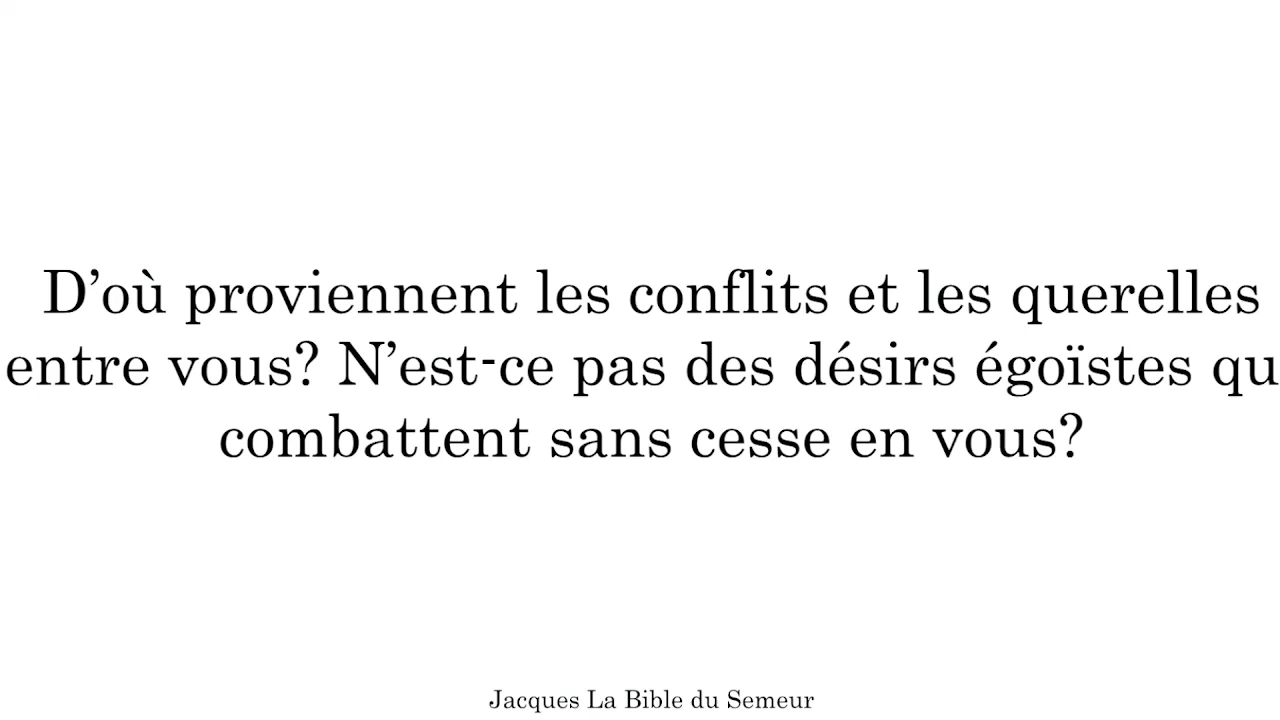 D’où proviennent les conflits et les querelles
entre vous? N’est-ce pas des désirs égoïstes qu
combattent sans cesse en vous?
Jacques La Bible du Semeur